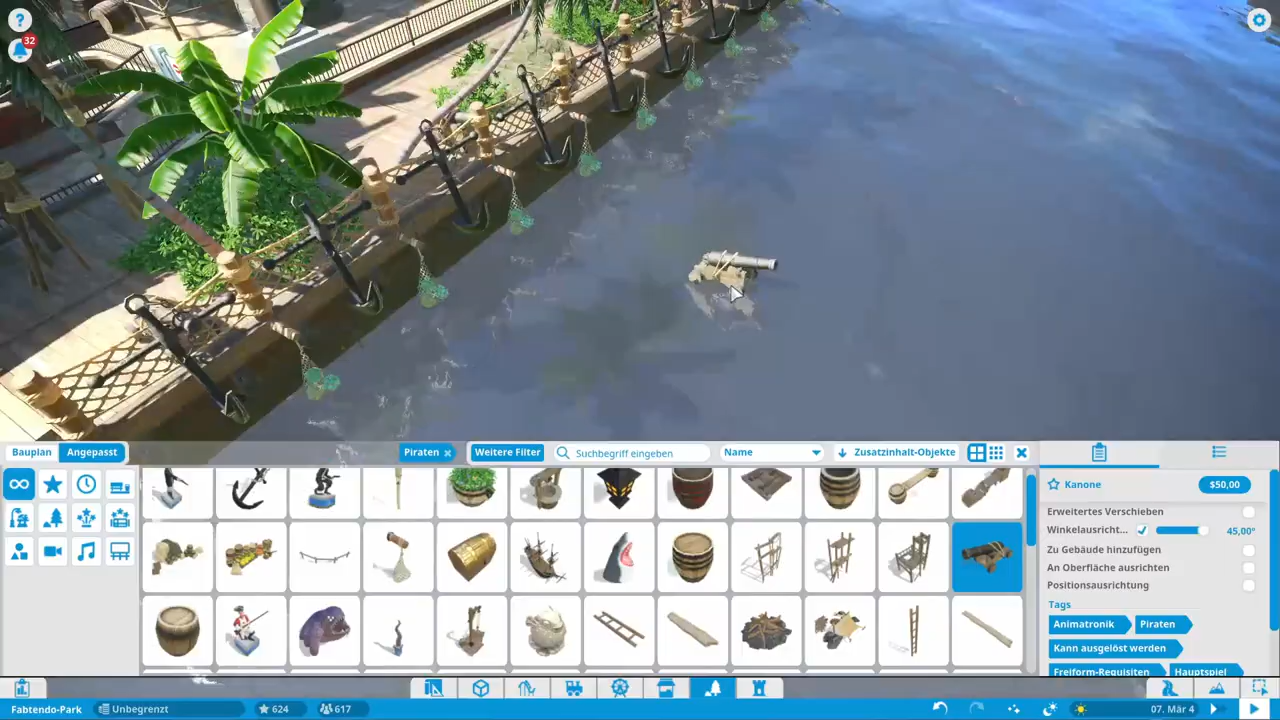 ?
32
Bauplan Angepasst Piraten × Weitere Filter Suchbegriff eingeben Name Zusatzinhalt-Objekte
Kanone $50,00
Erweitertes Verschieben
Winkelausricht... 45,00°
Zu Gebäude hinzufügen
An Oberfläche ausrichten
Positionsausrichtung
Tags
Animatronik Piraten
Kann ausgelöst werden
Freiform-Requisiten Hauptspiel
Fabtendo-Park Unbegrenzt 624 617 07. Mär 4